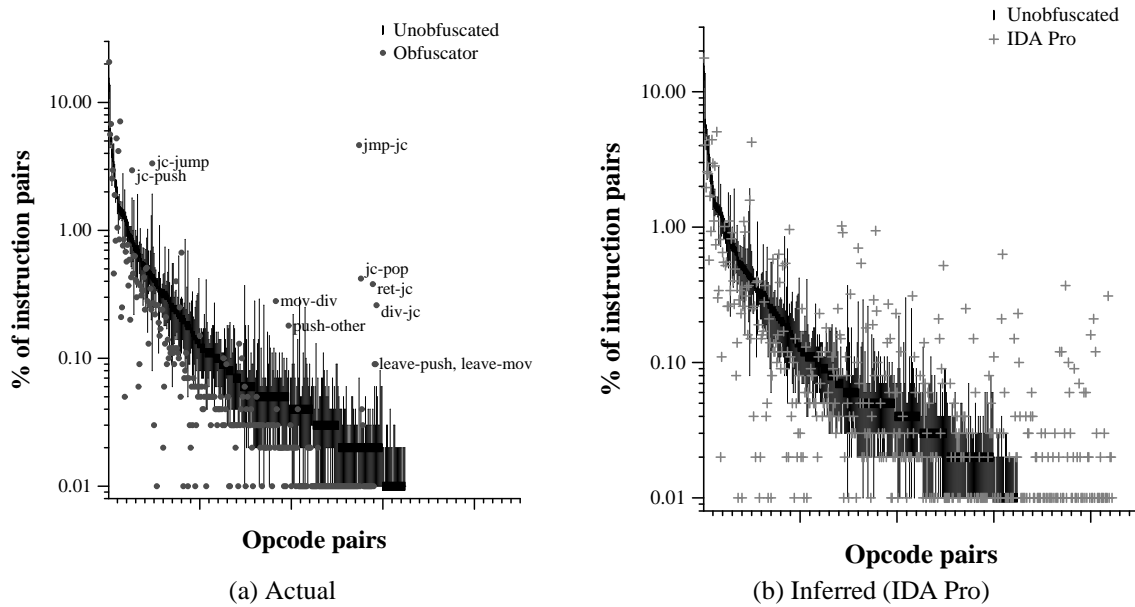 Unobfuscated
Obfuscator
10.00
1.00
0.10
0.01
% of instruction pairs
jmp-jc
jc-jump
jc-push
jc-pop
ret-jc
mov-div
div-jc
push-other
leave-push, leave-mov
Opcode pairs
(a) Actual
Unobfuscated
IDA Pro
10.00
1.00
0.10
0.01
% of instruction pairs
Opcode pairs
(b) Inferred (IDA Pro)